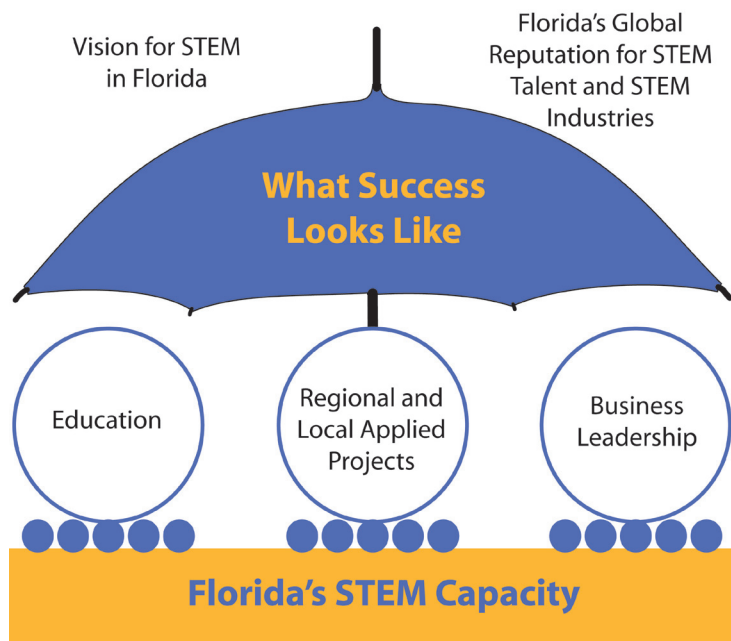 Vision for STEM
in Florida
Florida’s Global
Reputation for STEM
Talent and STEM
Industries
What Success
Looks Like
Education
Regional and
Local Applied
Projects
Business
Leadership
Florida’s STEM Capacity